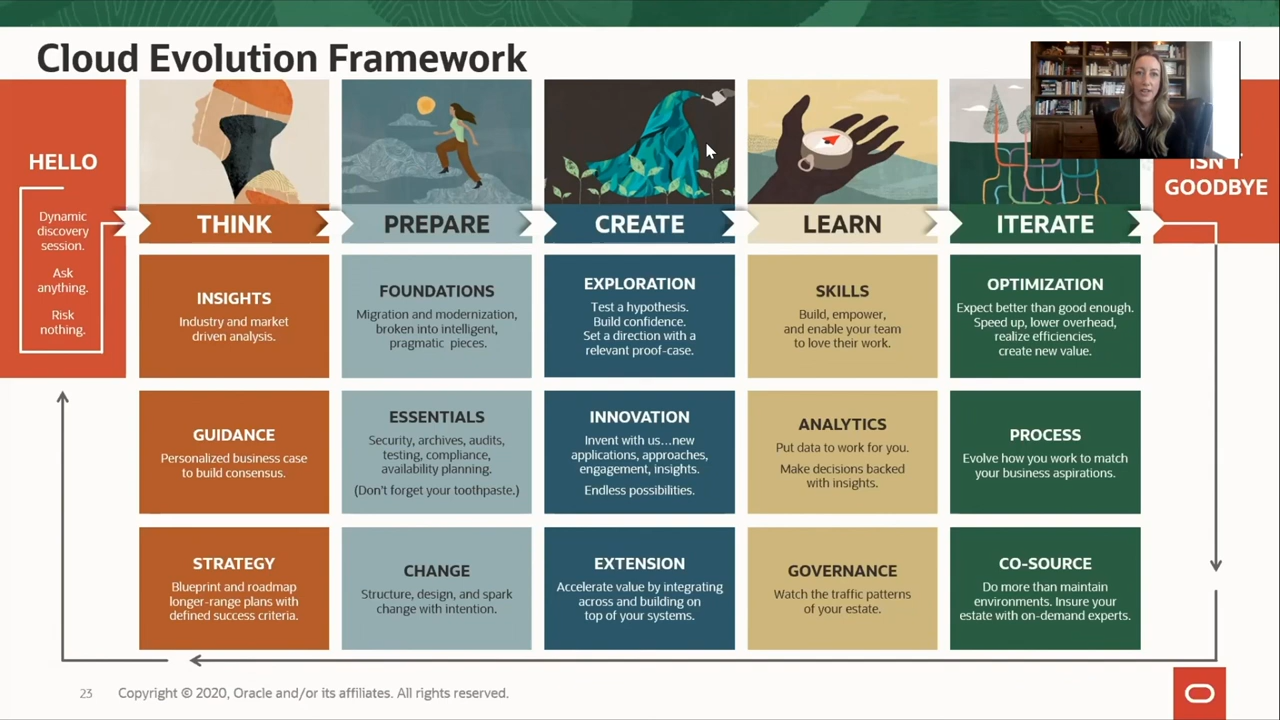 Cloud Evolution Framework
HELLO
Dynamic
discovery
session.
Ask
anything.
Risk
nothing.
THINK
INSIGHTS
Industry and market
driven analysis.
GUIDANCE
Personalized business case
to build consensus.
STRATEGY
Blueprint and roadmap
longer-range plans with
defined success criteria.
PREPARE
FOUNDATIONS
Migration and modernization,
broken into intelligent,
pragmatic pieces.
ESSENTIALS
Security, archives, audits,
testing, compliance,
availability planning.
(Don't forget your toothpaste.)
CHANGE
Structure, design, and spark
change with intention.
CREATE
EXPLORATION
Test a hypothesis.
Build confidence.
Set a direction with a
relevant proof-case.
INNOVATION
Invent with us...new
applications, approaches,
engagement, insights.
Endless possibilities.
EXTENSION
Accelerate value by integrating
across and building on
top of your systems.
LEARN
SKILLS
Build, empower,
and enable your team
to love their work.
ANALYTICS
Put data to work for you.
Make decisions backed
with insights.
GOVERNANCE
Watch the traffic patterns
of your estate.
ITERATE
OPTIMIZATION
Expect better than good enough.
Speed up, lower overhead,
realize efficiencies,
create new value.
PROCESS
Evolve how you work to match
your business aspirations.
CO-SOURCE
Do more than maintain
environments. Insure your
estate with on-demand experts.
ISN'T
GOODBYE
23 Copyright © 2020, Oracle and/or its affiliates. All rights reserved.